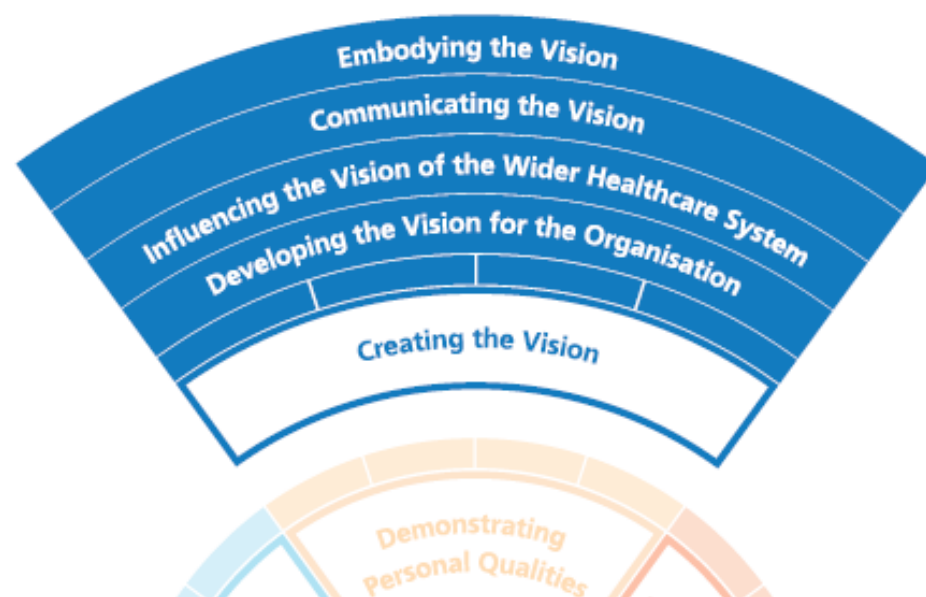 Embodying the Vision
Communicating the Vision
Influencing the Vision of the Wider Healthcare System
Developing the Vision for the Organisation
Creating the Vision
Demonstrating
Personal Qualities